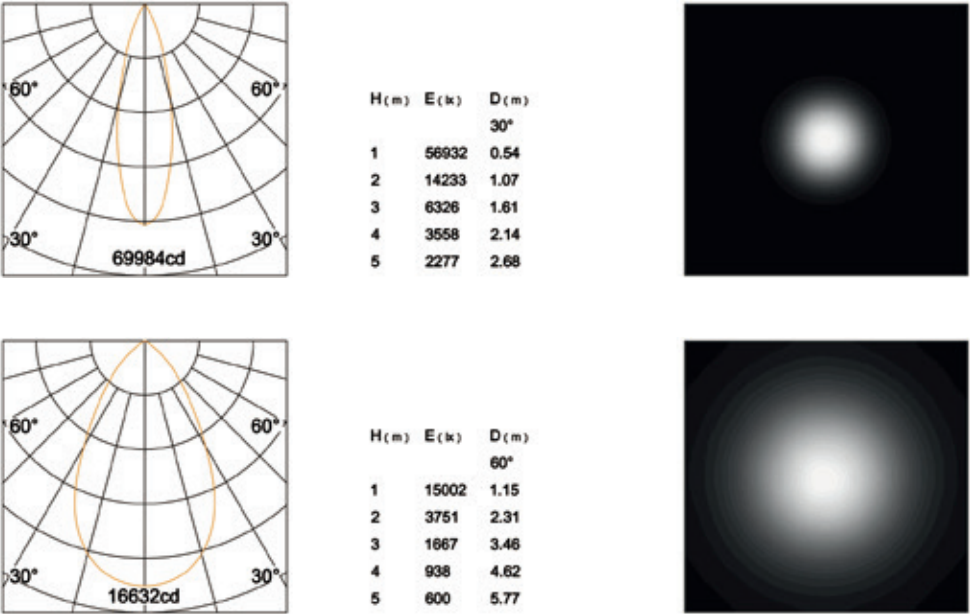 60° 60°
30° 30°
69984cd
H(m) E(lx) D(m)
30°
1 56932 0.54
2 14233 1.07
3 6326 1.61
4 3558 2.14
5 2277 2.68
60° 60°
30° 30°
16632cd
H(m) E(lx) D(m)
60°
1 15002 1.15
2 3751 2.31
3 1667 3.46
4 938 4.62
5 600 5.77